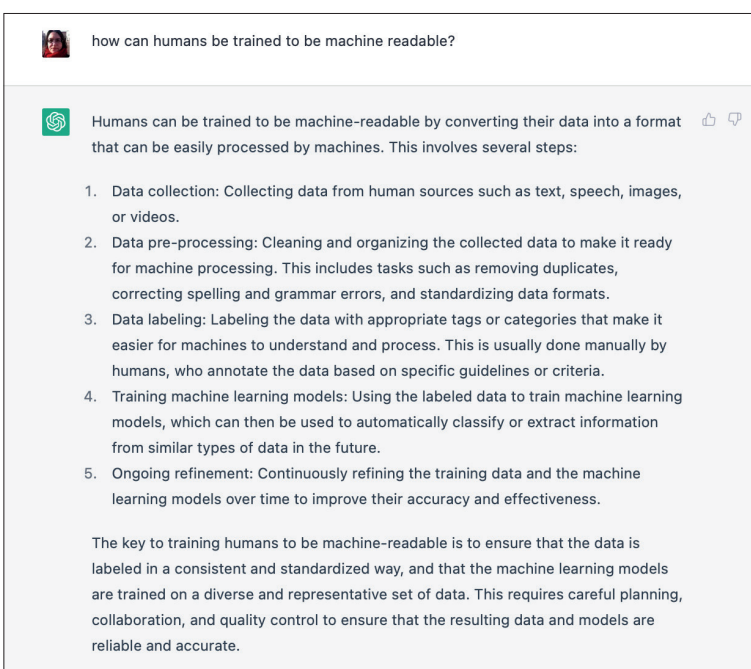 how can humans be trained to be machine readable?
Humans can be trained to be machine-readable by converting their data into a format
that can be easily processed by machines. This involves several steps:
1. Data collection: Collecting data from human sources such as text, speech, images,
or videos.
2. Data pre-processing: Cleaning and organizing the collected data to make it ready
for machine processing. This includes tasks such as removing duplicates,
correcting spelling and grammar errors, and standardizing data formats.
3. Data labeling: Labeling the data with appropriate tags or categories that make it
easier for machines to understand and process. This is usually done manually by
humans, who annotate the data based on specific guidelines or criteria.
4. Training machine learning models: Using the labeled data to train machine learning
models, which can then be used to automatically classify or extract information
from similar types of data in the future.
5. Ongoing refinement: Continuously refining the training data and the machine
learning models over time to improve their accuracy and effectiveness.
The key to training humans to be machine-readable is to ensure that the data is
labeled in a consistent and standardized way, and that the machine learning models
are trained on a diverse and representative set of data. This requires careful planning,
collaboration, and quality control to ensure that the resulting data and models are
reliable and accurate.